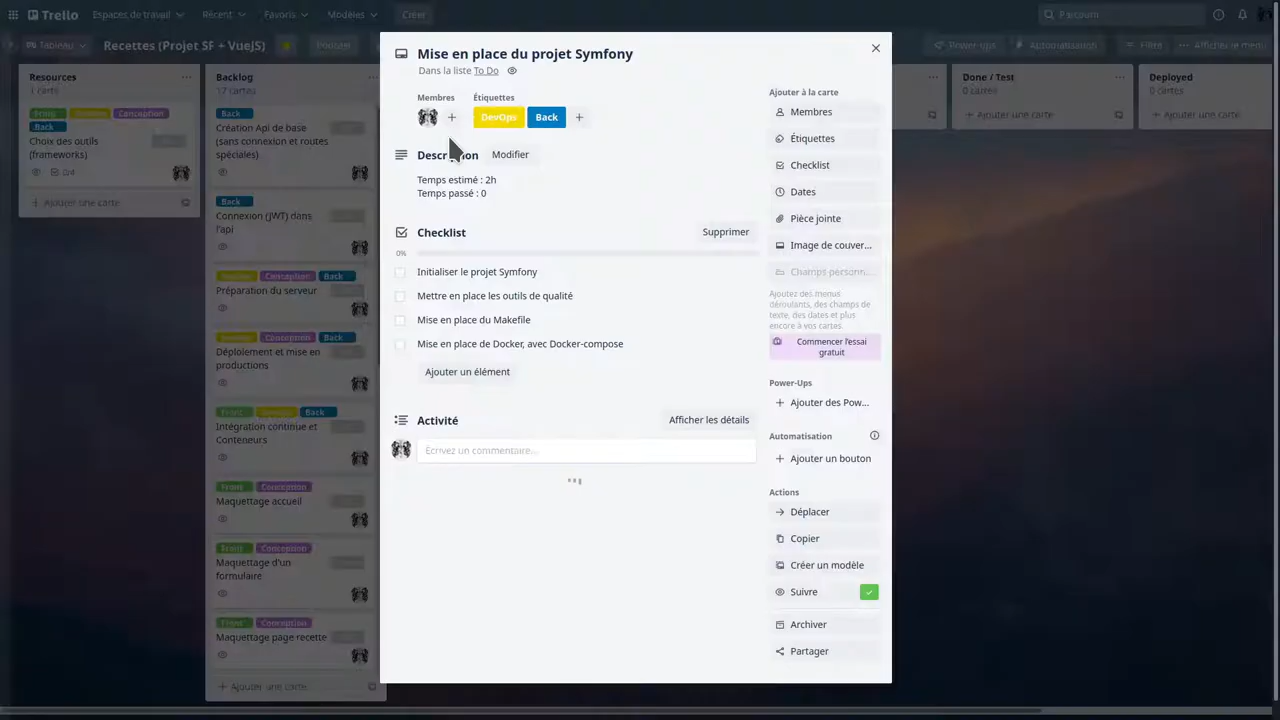 Trello
Espaces de travail
Récent
Favoris
Modèles
Créer
Parcourir
Tableau
Recettes (Projet SF + VueJS)
Power-ups
Automatisation
Filtre
Afficher le menu
Resources
1 carte
Front
Conception
Back
Choix des outils
(frameworks)
0/4
Ajouter une carte
Backlog
17 cartes
Back
Création Api de base
(sans connexion et routes
spéciales)
Back
Connexion (JWT) dans
l'api
DevOps
Conception
Back
Préparation du serveur
DevOps
Conception
Back
Déploiement et mise en
productions
Front
DevOps
Back
Intégration continue et
Conteneurs
Front
Conception
Maquettage accueil
Front
Conception
Maquettage d'un
formulaire
Front
Conception
Maquettage page recette
Ajouter une carte
Mise en place du projet Symfony
Dans la liste To Do
Membres
Étiquettes
DevOps
Back
Modifier
Temps estimé : 2h
Temps passé : 0
Checklist
Supprimer
0%
Initialiser le projet Symfony
Mettre en place les outils de qualité
Mise en place du Makefile
Mise en place de Docker, avec Docker-compose
Ajouter un élément
Activité
Afficher les détails
Écrivez un commentaire...
Ajouter à la carte
Membres
Étiquettes
Checklist
Dates
Pièce jointe
Image de couver...
Champs personn...
Ajoutez des menus
déroulants, des champs de
texte, des dates et plus
encore à vos cartes.
Commencer l'essai
gratuit
Power-Ups
Ajouter des Pow...
Automatisation
Ajouter un bouton
Actions
Déplacer
Copier
Créer un modèle
Suivre
Archiver
Partager
Done / Test
0 cartes
Ajouter une carte
Deployed
0 cartes
Ajouter une carte